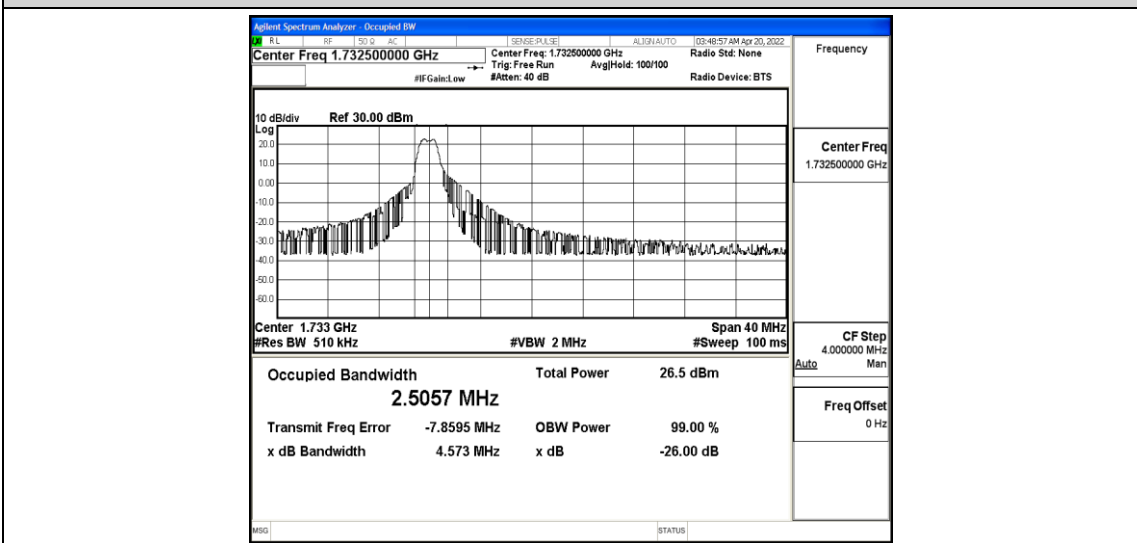 Agilent Spectrum Analyzer - Occupied BW
RL RF 50 Ω AC SENSE:PULSE ALIGN AUTO 03:48:57 AM Apr 20, 2022
Center Freq 1.732500000 GHz
Center Freq: 1.732500000 GHz
Radio Std: None
Trig: Free Run
Avg|Hold: 100/100
#IFGain:Low
#Atten: 40 dB
Radio Device: BTS
Frequency
10 dB/div Ref 30.00 dBm
Log
20.0
10.0
0.00
-10.0
-20.0
-30.0
-40.0
-50.0
-60.0
Center 1.733 GHz
Span 40 MHz
#Res BW 510 kHz
#VBW 2 MHz
#Sweep 100 ms
Center Freq
1.732500000 GHz
CF Step
4.000000 MHz
Auto Man
Freq Offset
0 Hz
Occupied Bandwidth
2.5057 MHz
Total Power 26.5 dBm
Transmit Freq Error -7.8595 MHz
OBW Power 99.00 %
x dB Bandwidth 4.573 MHz
x dB -26.00 dB
MSG
STATUS